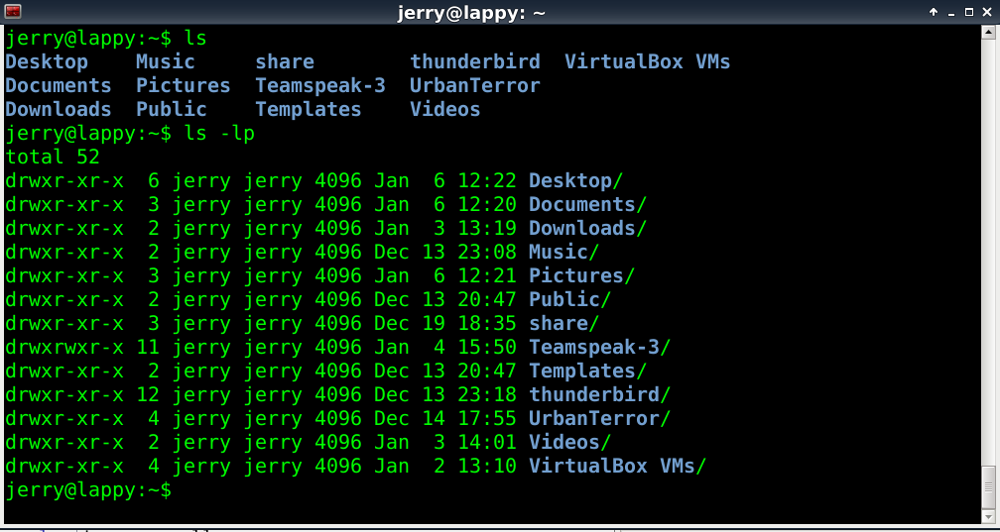 jerry@lappy: ~
jerry@lappy:~$ ls
Desktop    Music     share        thunderbird  VirtualBox VMs
Documents  Pictures  Teamspeak-3  UrbanTerror
Downloads  Public    Templates    Videos
jerry@lappy:~$ ls -lp
total 52
drwxr-xr-x  6 jerry jerry 4096 Jan  6 12:22 Desktop/
drwxr-xr-x  3 jerry jerry 4096 Jan  6 12:20 Documents/
drwxr-xr-x  2 jerry jerry 4096 Jan  3 13:19 Downloads/
drwxr-xr-x  2 jerry jerry 4096 Dec 13 23:08 Music/
drwxr-xr-x  3 jerry jerry 4096 Jan  6 12:21 Pictures/
drwxr-xr-x  2 jerry jerry 4096 Dec 13 20:47 Public/
drwxr-xr-x  3 jerry jerry 4096 Dec 19 18:35 share/
drwxrwxr-x 11 jerry jerry 4096 Jan  4 15:50 Teamspeak-3/
drwxr-xr-x  2 jerry jerry 4096 Dec 13 20:47 Templates/
drwxr-xr-x 12 jerry jerry 4096 Dec 13 23:18 thunderbird/
drwxr-xr-x  4 jerry jerry 4096 Dec 14 17:55 UrbanTerror/
drwxr-xr-x  2 jerry jerry 4096 Jan  3 14:01 Videos/
drwxr-xr-x  4 jerry jerry 4096 Jan  2 13:10 VirtualBox VMs/
jerry@lappy:~$